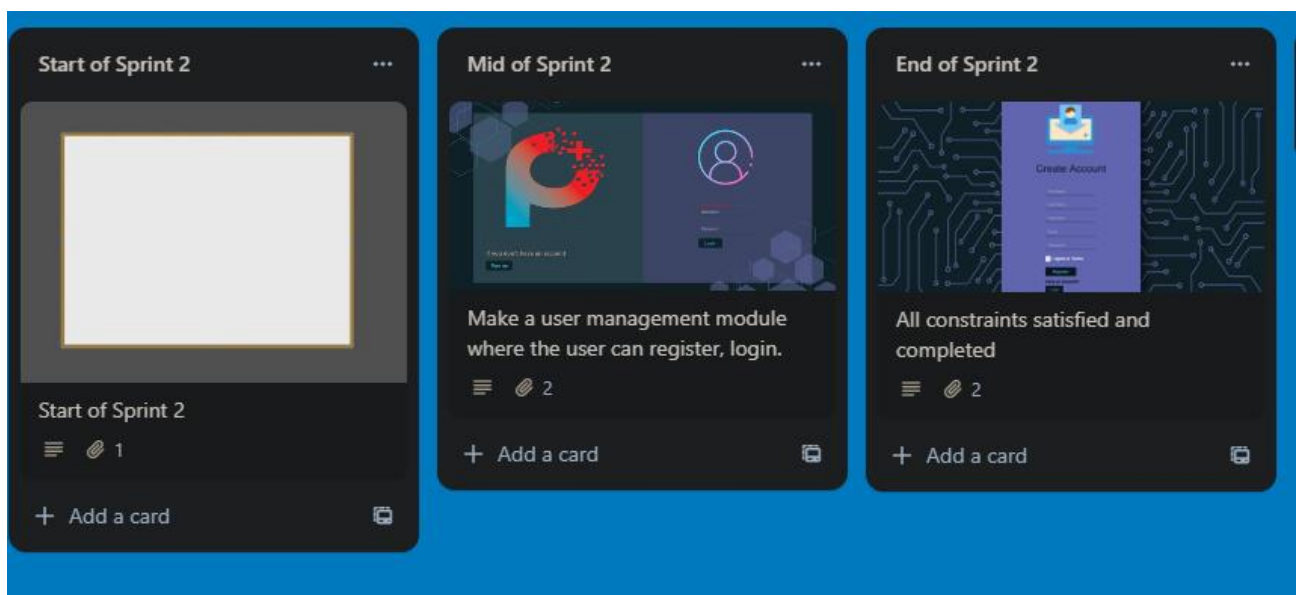 Start of Sprint 2
Start of Sprint 2
1
Add a card
Mid of Sprint 2
Make a user management module
where the user can register, login.
2
Add a card
End of Sprint 2
Create Account
All constraints satisfied and
completed
2
Add a card